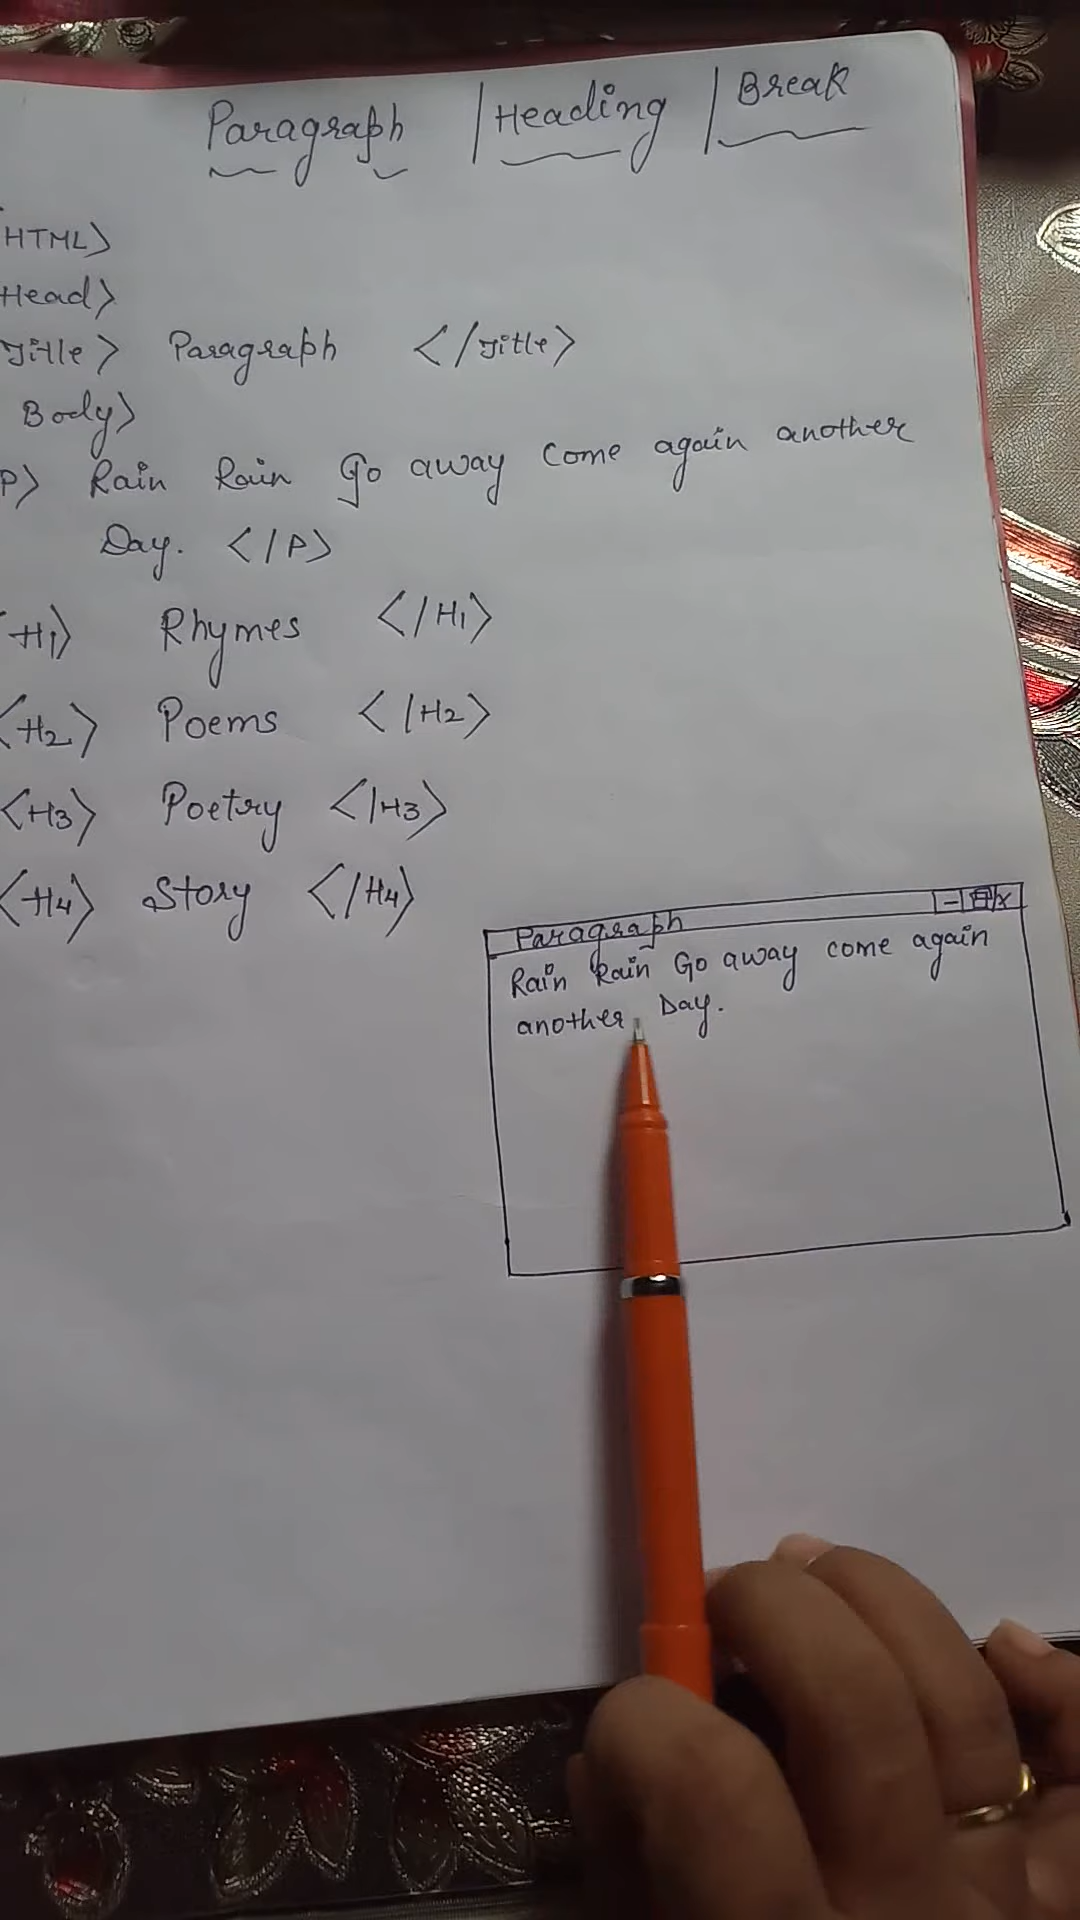 Paragraph | Heading | Break
HTML>
Head>
Title> Paragraph </Title>
Body>
P> Rain Rain Go away come again another
Day. </P>
H1> Rhymes </H1>
<H2> Poems </H2>
<H3> Poetry </H3>
<H4> Story </H4>
Paragraph
Rain Rain Go away come again
another Day.